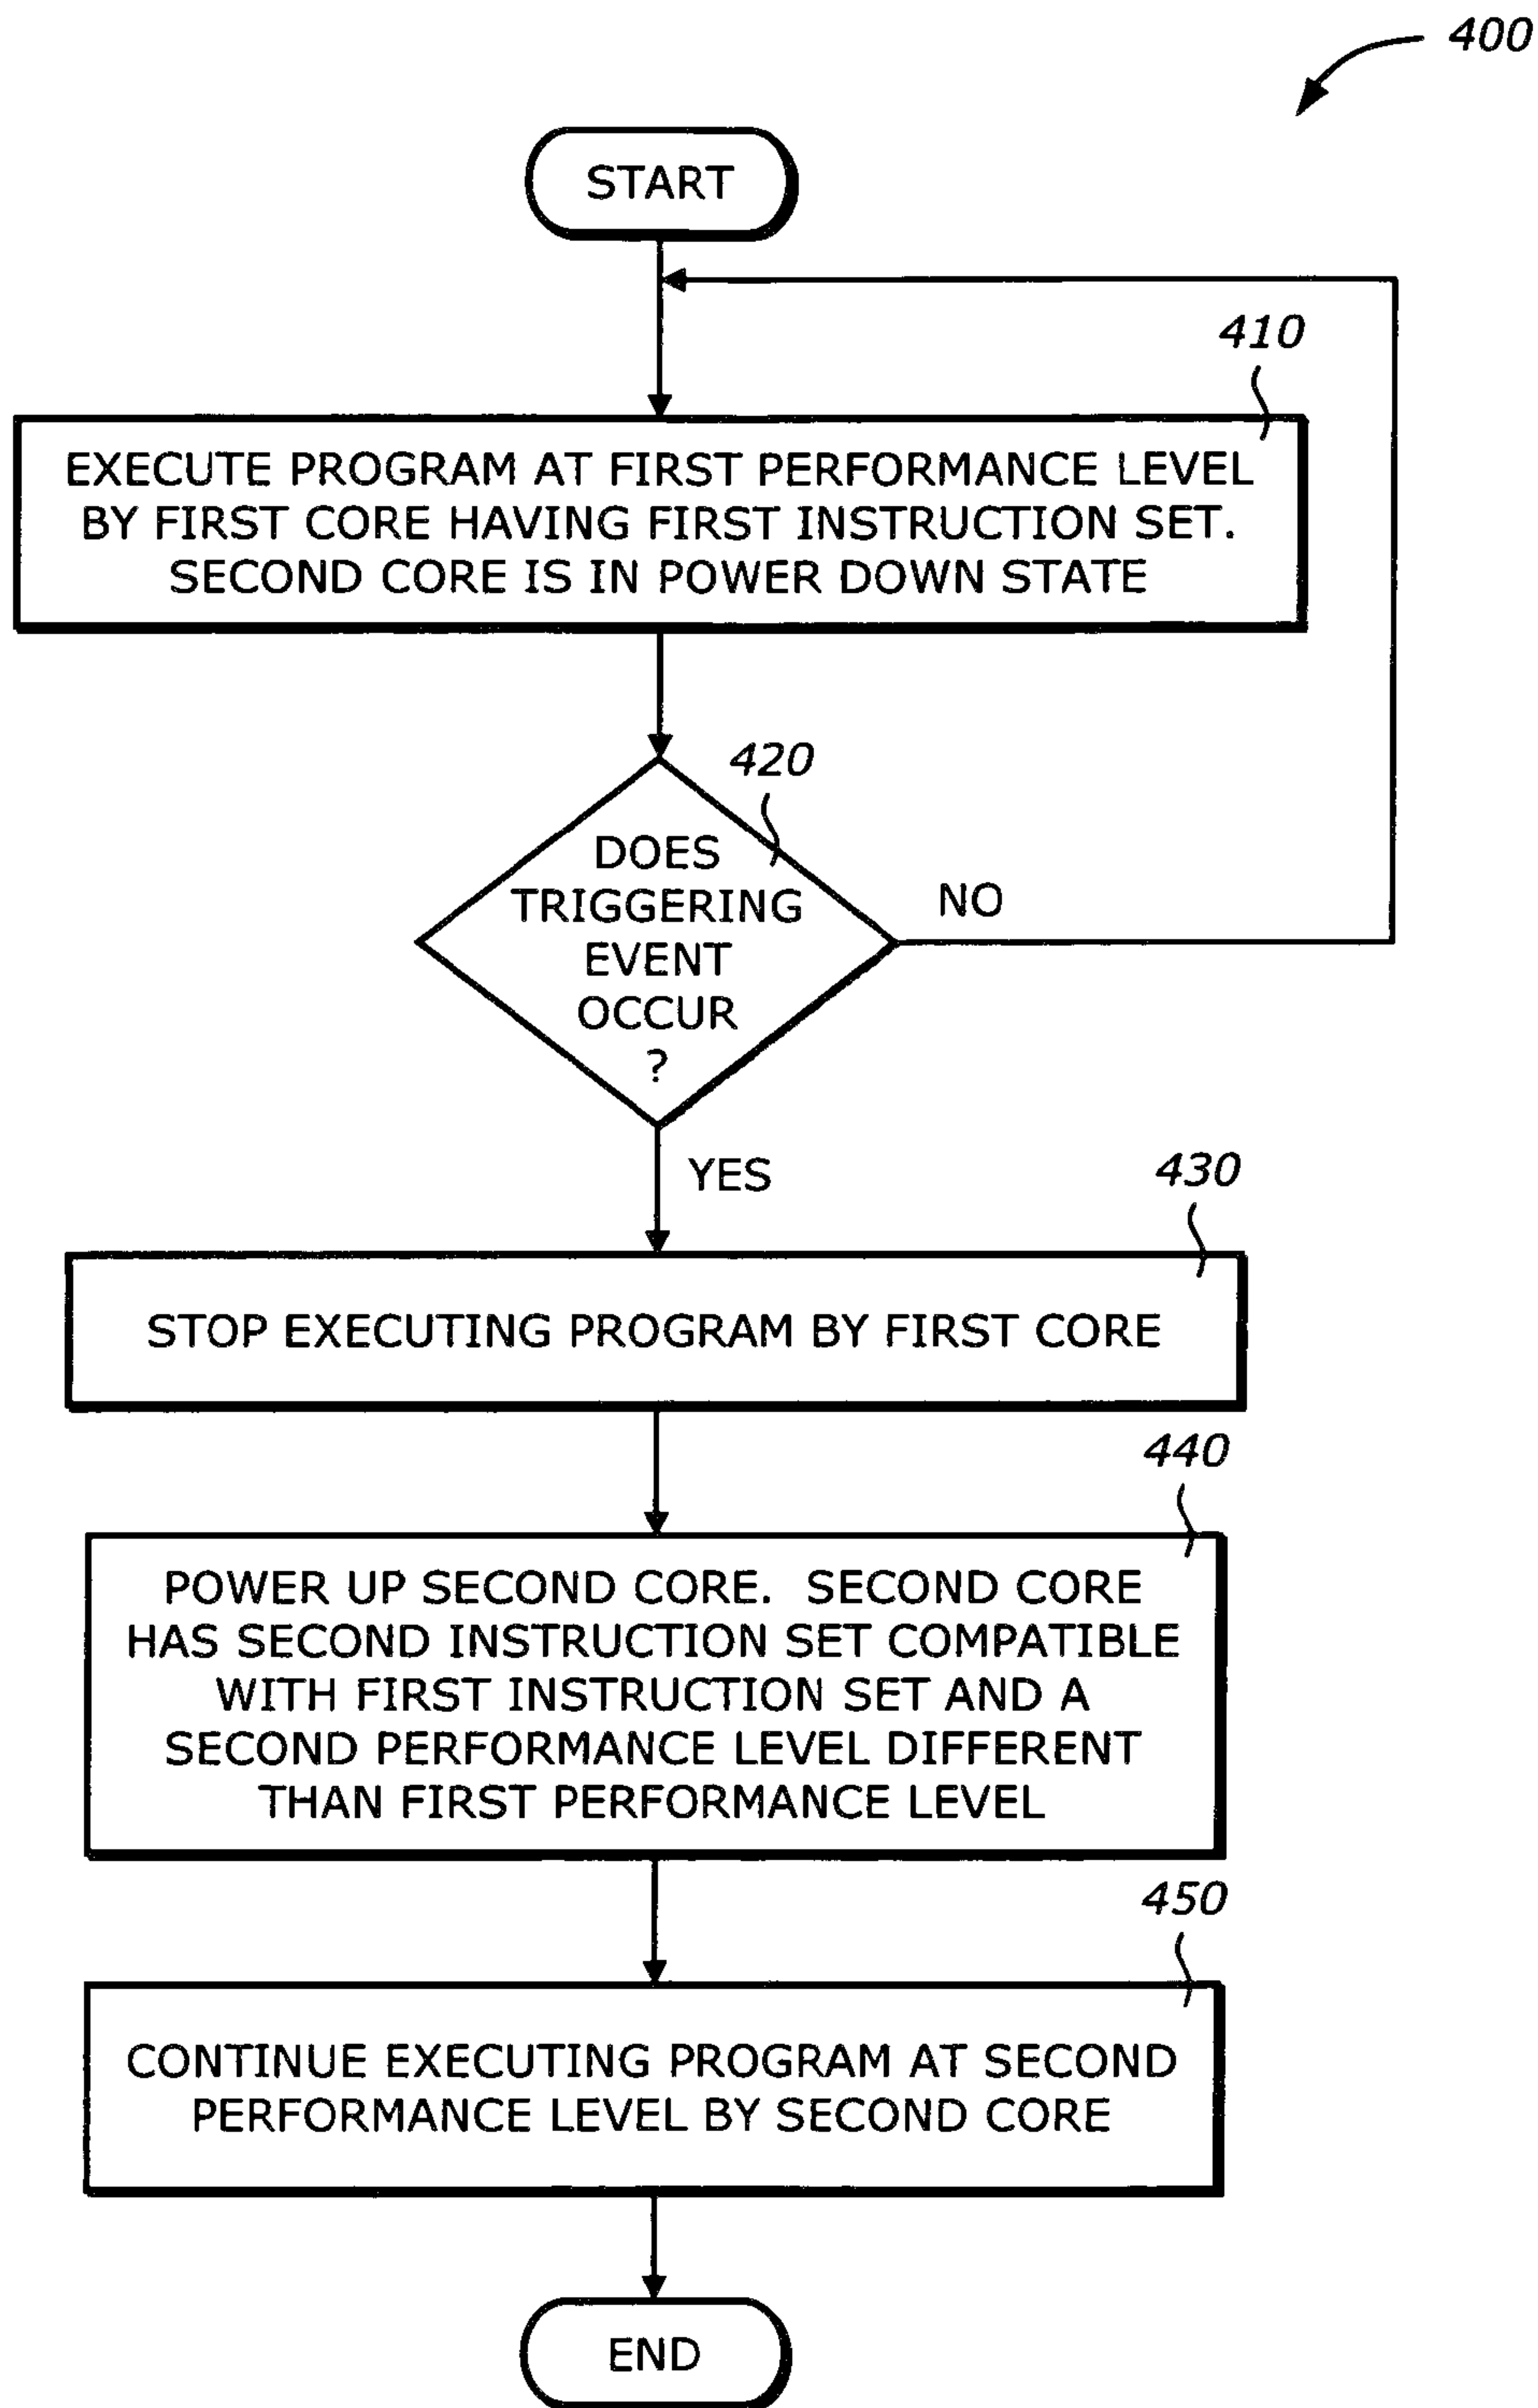 400
START
410
EXECUTE PROGRAM AT FIRST PERFORMANCE LEVEL
BY FIRST CORE HAVING FIRST INSTRUCTION SET.
SECOND CORE IS IN POWER DOWN STATE
420
DOES
TRIGGERING
EVENT
OCCUR
?
NO
YES
430
STOP EXECUTING PROGRAM BY FIRST CORE
440
POWER UP SECOND CORE. SECOND CORE
HAS SECOND INSTRUCTION SET COMPATIBLE
WITH FIRST INSTRUCTION SET AND A
SECOND PERFORMANCE LEVEL DIFFERENT
THAN FIRST PERFORMANCE LEVEL
450
CONTINUE EXECUTING PROGRAM AT SECOND
PERFORMANCE LEVEL BY SECOND CORE
END